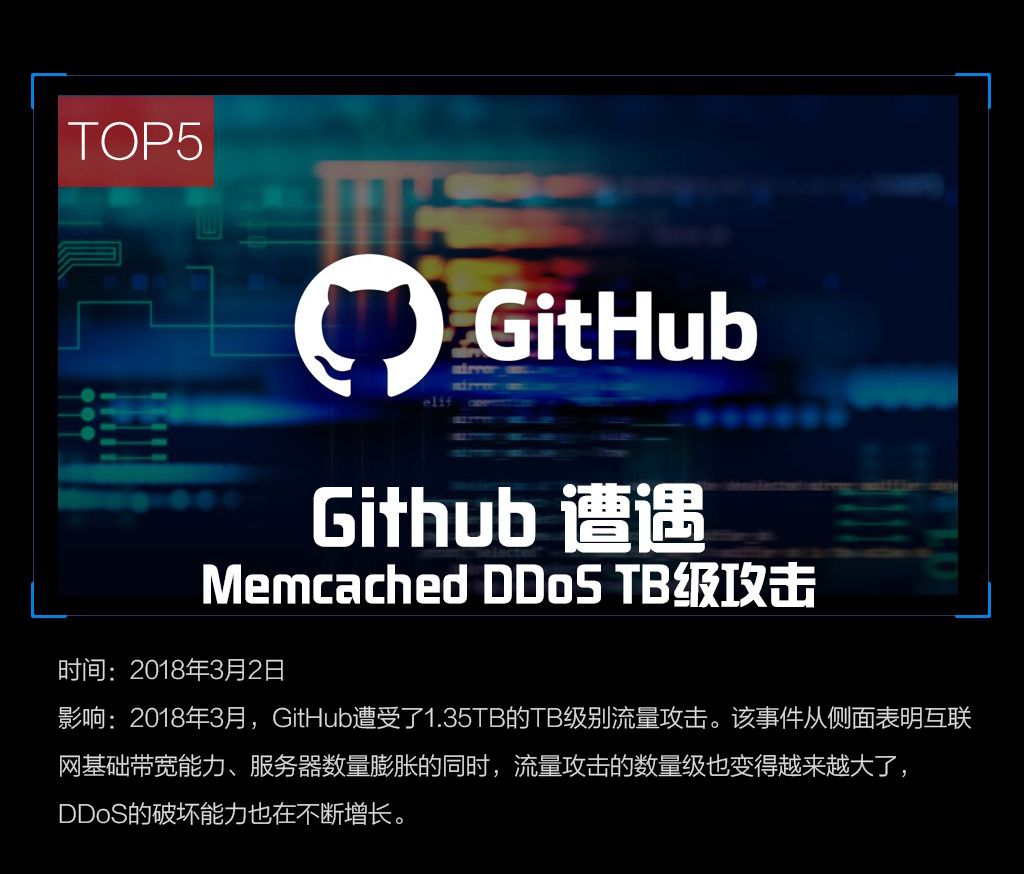 TOP5
GitHub
mirror_mo
mirror_mo
elif
Github 遭遇
Memcached DDoS TB级攻击
时间：2018年3月2日
影响：2018年3月，GitHub遭受了1.35TB的TB级别流量攻击。该事件从侧面表明互联
网基础带宽能力、服务器数量膨胀的同时，流量攻击的数量级也变得越来越大了，
DDoS的破坏能力也在不断增长。